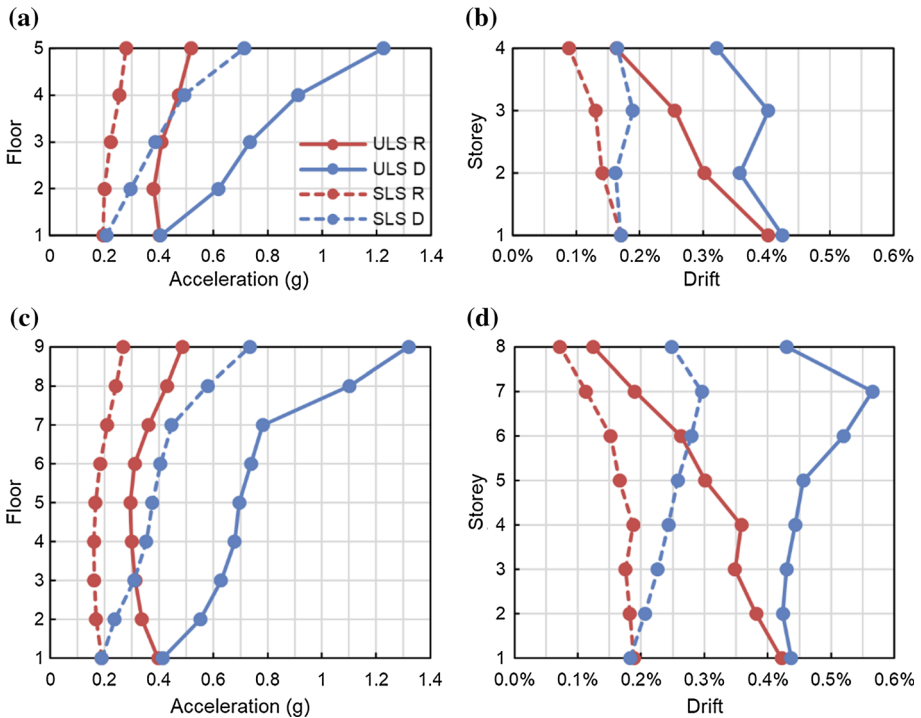 (a)
5
4
3
2
1
Floor
0 0.2 0.4 0.6 0.8 1 1.2 1.4
Acceleration (g)
ULS R
ULS D
SLS R
SLS D
(b)
4
3
2
1
Storey
0.0% 0.1% 0.2% 0.3% 0.4% 0.5% 0.6%
Drift
(c)
9
8
7
6
5
4
3
2
1
Floor
0 0.2 0.4 0.6 0.8 1 1.2 1.4
Acceleration (g)
(d)
8
7
6
5
4
3
2
1
Storey
0.0% 0.1% 0.2% 0.3% 0.4% 0.5% 0.6%
Drift